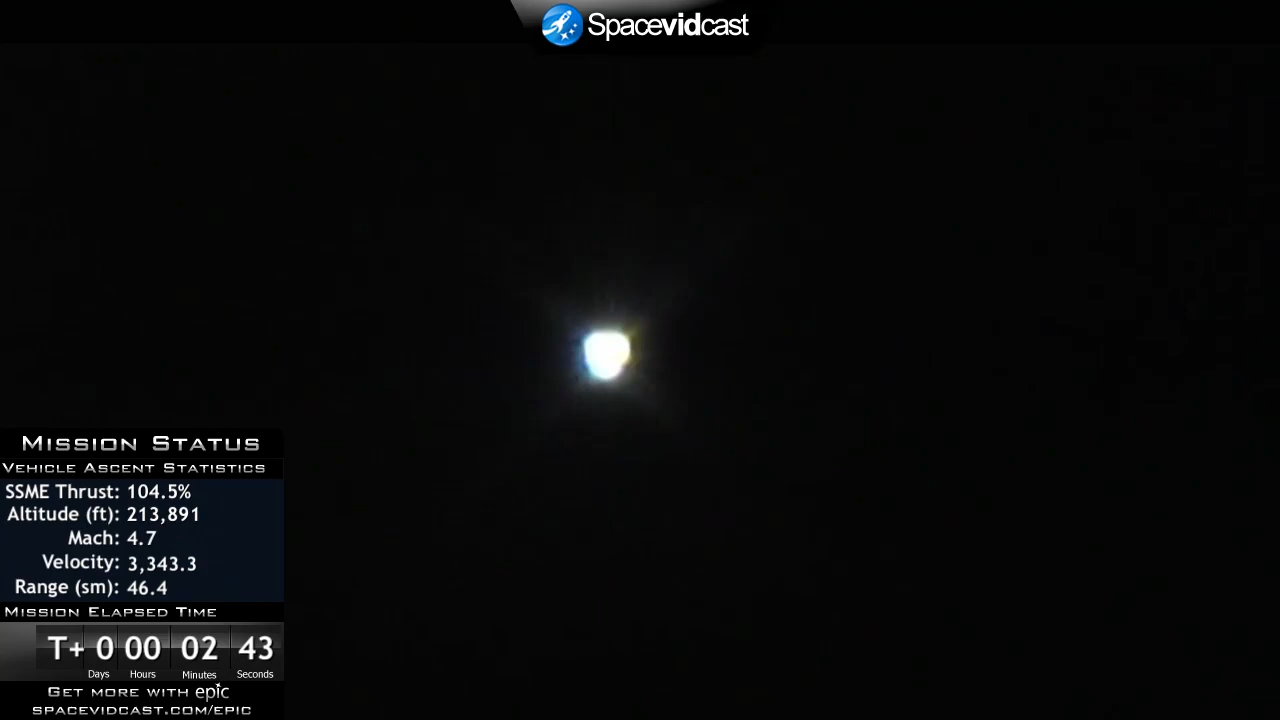 Spacevidcast
Mission Status
Vehicle Ascent Statistics
SSME Thrust: 104.5%
Altitude (ft): 213,891
Mach: 4.7
Velocity: 3,343.3
Range (sm): 46.4
Mission Elapsed Time
T+ 0 00 02 43
Days Hours Minutes Seconds
Get more with epic
spacevidcast.com/epic